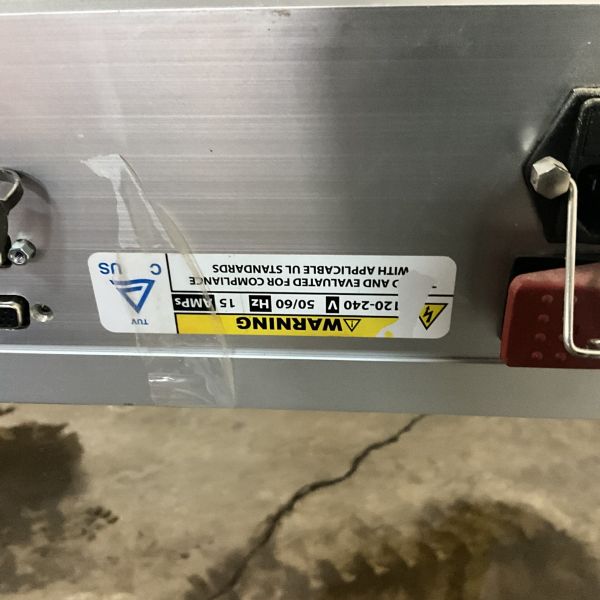 WARNING
120-240 V 50/60 Hz 15 AMPs
AND EVALUATED FOR COMPLIANCE
WITH APPLICABLE UL STANDARDS
TUV
C US